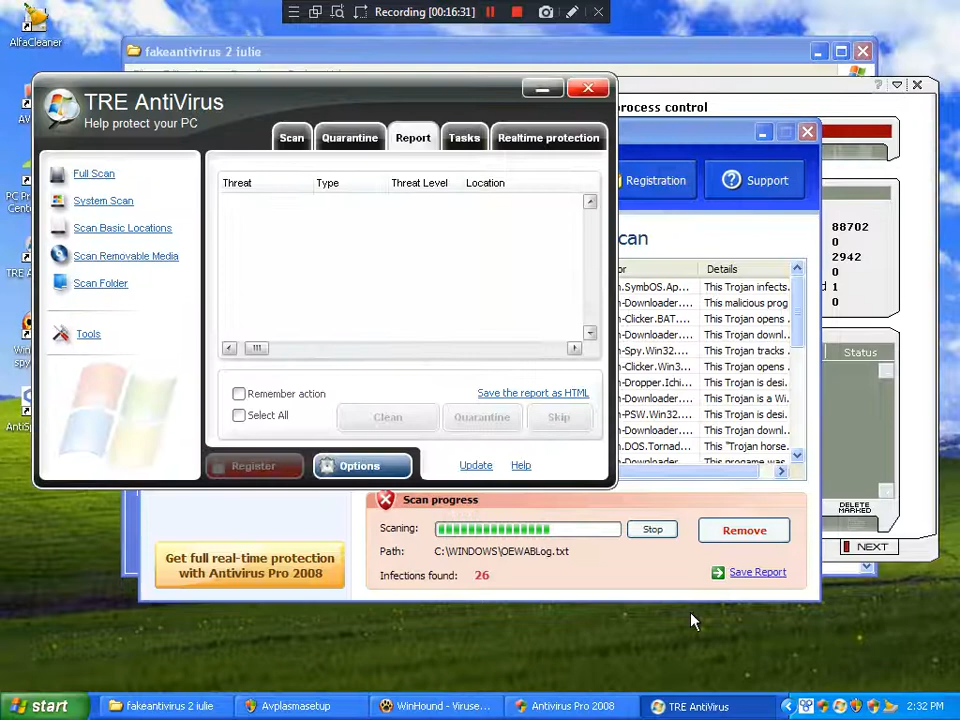 Recording [00:16:31]
AlfaCleaner
fakeantivirus 2 iulie
TRE AntiVirus
Help protect your PC
process control
Scan
Quarantine
Report
Tasks
Realtime protection
Registration
Support
Full Scan
System Scan
Scan Basic Locations
Scan Removable Media
Scan Folder
Tools
Threat
Type
Threat Level
Location
can
Details
88702
0
2942
0
1
0
.SymbOS.Ap... This Trojan infects
-Downloader.... This malicious prog
-Clicker.BAT.... This Trojan opens
-Downloader.... This Trojan downl...
-Spy.Win32.... This Trojan tracks
-Clicker.Win3... This Trojan opens
-Dropper.Ichi... This Trojan is desi
-Downloader.... This Trojan is a Wi
-PSW.Win32... This Trojan is desi
-Downloader.... This Trojan downl
.DOS.Tornad... This "Trojan horse
-Downloader.... This progame was
Status
Remember action
Save the report as HTML
Select All
Clean
Quarantine
Skip
Register
Options
Update
Help
DELETE
MARKED
NEXT
Scan progress
Scaning:
Stop
Remove
Path:
C:\WINDOWS\OEWABLog.txt
Infections found: 26
Save Report
Get full real-time protection
with Antivirus Pro 2008
start
fakeantivirus 2 iulie
Avplasmasetup
WinHound - Viruse...
Antivirus Pro 2008
TRE AntiVirus
2:32 PM